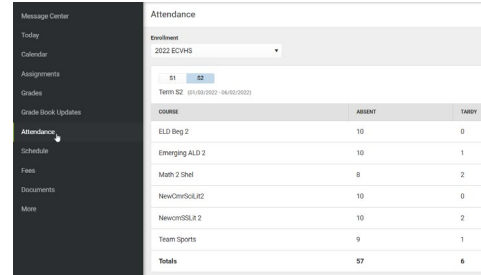 Message Center
Today
Calendar
Assignments
Grades
Grade Book Updates
Attendance
Schedule
Fees
Documents
More
Attendance
Enrollment
2022 ECVHS
S1 S2
Term S2 (01/03/2022 - 06/02/2022)
COURSE ABSENT TARDY
ELD Beg 2 10 0
Emerging ALD 2 10 1
Math 2 Shel 8 2
NewOmrSciLit2 10 0
NewcmSSLit 2 10 2
Team Sports 9 1
Totals 57 6